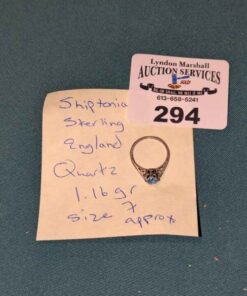 Lyndon Marshall
AUCTION SERVICES
613-658-5241
294
Shiptonia
Sterling
England
Quartz
1.16 gr
size 7
approx